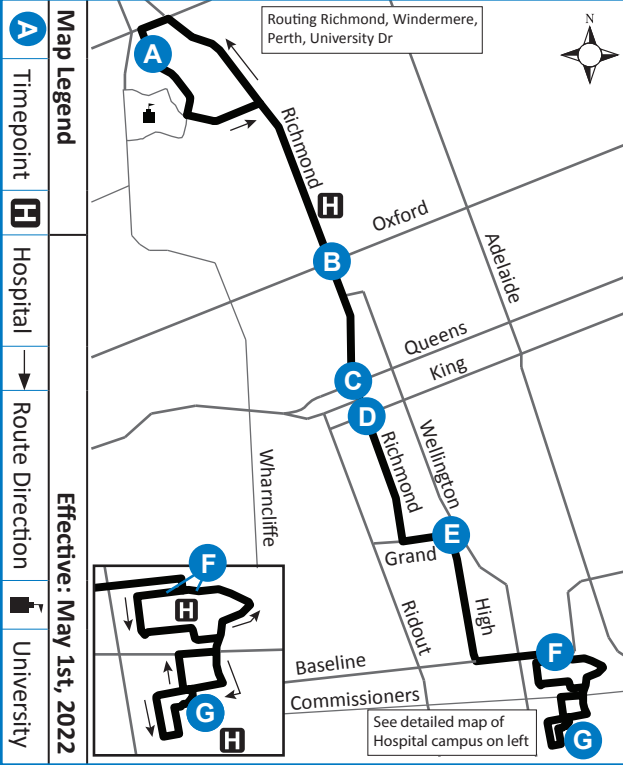 Routing Richmond, Windermere,
Perth, University Dr
N
A
Richmond
H
Oxford
B
Adelaide
Queens
King
C
D
Richmond
Wellington
E
Grand
Wharncliffe
Ridout
High
F
Baseline
Commissioners
G
See detailed map of
Hospital campus on left
F
H
G
H
Map Legend
Effective: May 1st, 2022
A Timepoint H Hospital Route Direction University